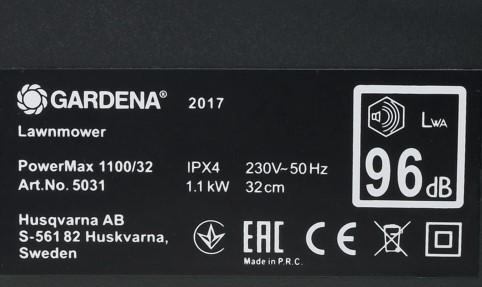 GARDENA® 2017
Lawnmower
PowerMax 1100/32 IPX4 230V~50Hz
Art.No. 5031 1.1 kW 32cm
LWA
96dB
Husqvarna AB
S-561 82 Huskvarna,
Sweden
EAC CE
Made in P.R.C.